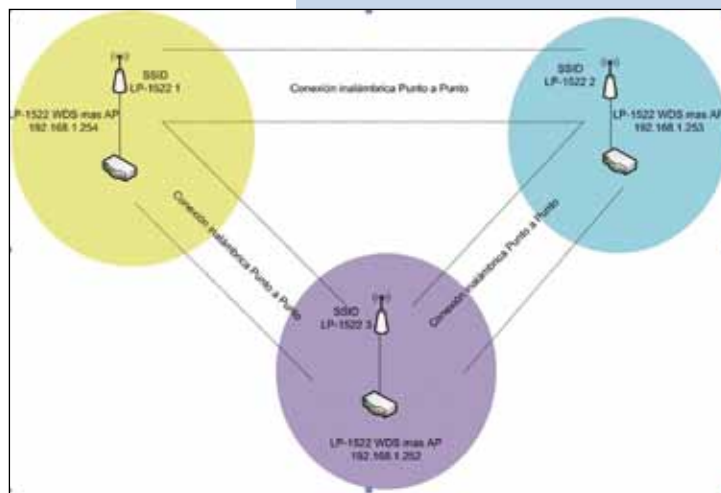 SSID
LP-1522 1
LP-1522 WDS mas AP
192.168.1.254
Conexión inalámbrica Punto a Punto
SSID
LP-1522 2
LP-1522 WDS mas AP
192.168.1.253
Conexión inalámbrica Punto a Punto
Conexión inalámbrica Punto a Punto
SSID
LP-1522 3
LP-1522 WDS mas AP
192.168.1.252